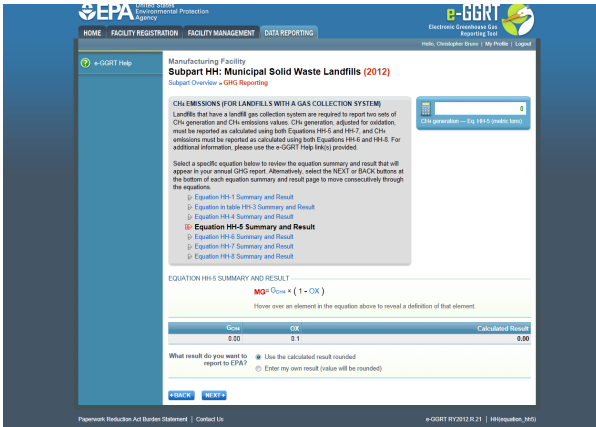 United States
EPA Environmental Protection
Agency
e-GGRT
Electronic Greenhouse Gas
Reporting Tool
HOME FACILITY REGISTRATION FACILITY MANAGEMENT DATA REPORTING
Hello, Christopher Bruno | My Profile | Logout
e-GGRT Help
Manufacturing Facility
Subpart HH: Municipal Solid Waste Landfills (2012)
Subpart Overview » GHG Reporting
CH4 EMISSIONS (FOR LANDFILLS WITH A GAS COLLECTION SYSTEM)
Landfills that have a landfill gas collection system are required to report two sets of
CH4 generation and CH4 emissions values. CH4 generation, adjusted for oxidation,
must be reported as calculated using both Equations HH-5 and HH-7, and CH4
emissions must be reported as calculated using both Equations HH-6 and HH-8. For
additional information, please use the e-GGRT Help link(s) provided.
0
CH4 generation — Eq. HH-5 (metric tons)
Select a specific equation below to review the equation summary and result that will
appear in your annual GHG report. Alternatively, select the NEXT or BACK buttons at
the bottom of each equation summary and result page to move consecutively through
the equations.
Equation HH-1 Summary and Result
Equation in table HH-3 Summary and Result
Equation HH-4 Summary and Result
Equation HH-5 Summary and Result
Equation HH-6 Summary and Result
Equation HH-7 Summary and Result
Equation HH-8 Summary and Result
EQUATION HH-5 SUMMARY AND RESULT
MG= GCH4 × ( 1 - OX )
Hover over an element in the equation above to reveal a definition of that element.
GCH4 OX Calculated Result
0.00 0.1 0.00
What result do you want to
report to EPA?
Use the calculated result rounded
Enter my own result (value will be rounded)
BACK NEXT
Paperwork Reduction Act Burden Statement | Contact Us
e-GGRT RY2012.R.21 | HH(equation_hh5)